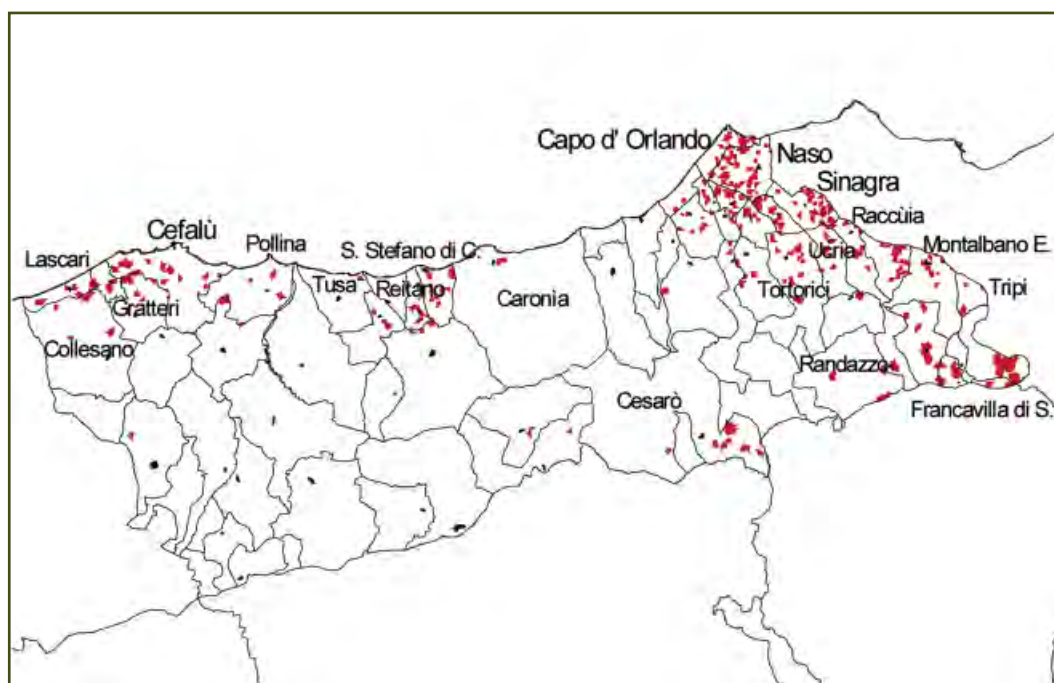 Capo d' Orlando
Naso
Sinagra
Raccùia
Cefalù
Pollina
S. Stefano di C.
Ucria
Montalbano E.
Lascari
Tusa
Reitano
Caronia
Tortorici
Tripi
Gratteri
Collesano
Randazzo
Cesarò
Francavilla di S.